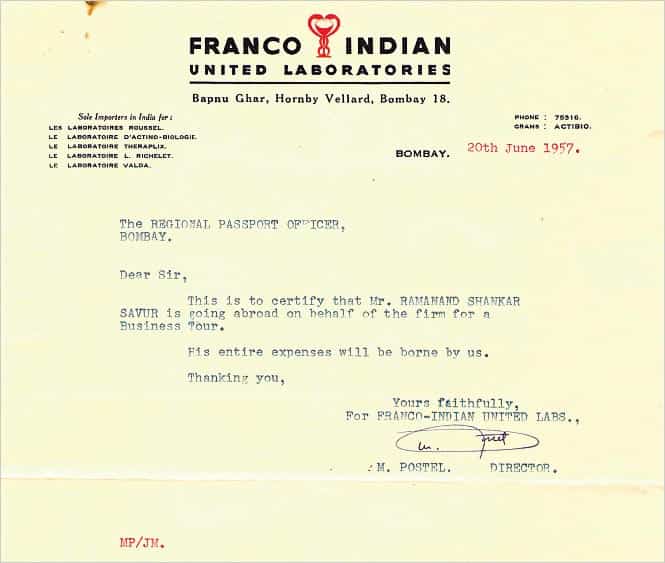 FRANCO INDIAN
UNITED LABORATORIES
Bapnu Ghar, Hornby Vellard, Bombay 18.
Sole Importers in India for:
LES LABORATOIRES ROUSSEL.
LE LABORATOIRE D'ACTINO-BIOLOGIE.
LE LABORATOIRE THERAPLIX.
LE LABORATOIRE L. RICHELET.
LE LABORATOIRE VALDA.
PHONE : 75316.
GRAMS : ACTIBIO.
BOMBAY. 20th June 1957.
The REGIONAL PASSPORT OFFICER,
BOMBAY.
Dear Sir,
This is to certify that Mr. RAMANAND SHANKAR
SAVUR is going abroad on behalf of the firm for a
Business Tour.
His entire expenses will be borne by us.
Thanking you,
Yours faithfully,
For FRANCO-INDIAN UNITED LABS.,
M. POSTEL. DIRECTOR.
MP/JM.